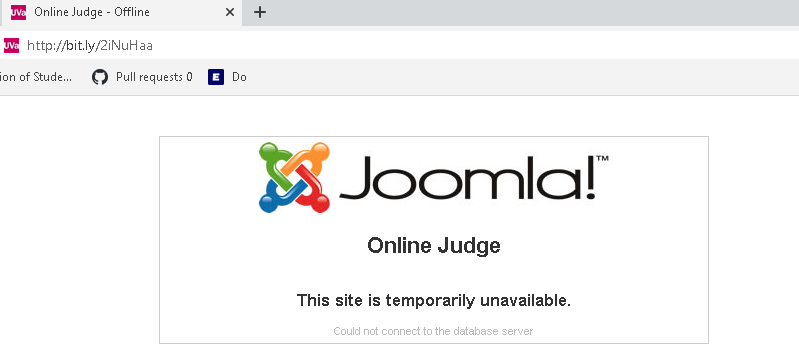 Online Judge - Offline
http://bit.ly/2iNuHaa
ion of Stude... Pull requests 0 Do
Joomla!™
Online Judge
This site is temporarily unavailable.
Could not connect to the database server